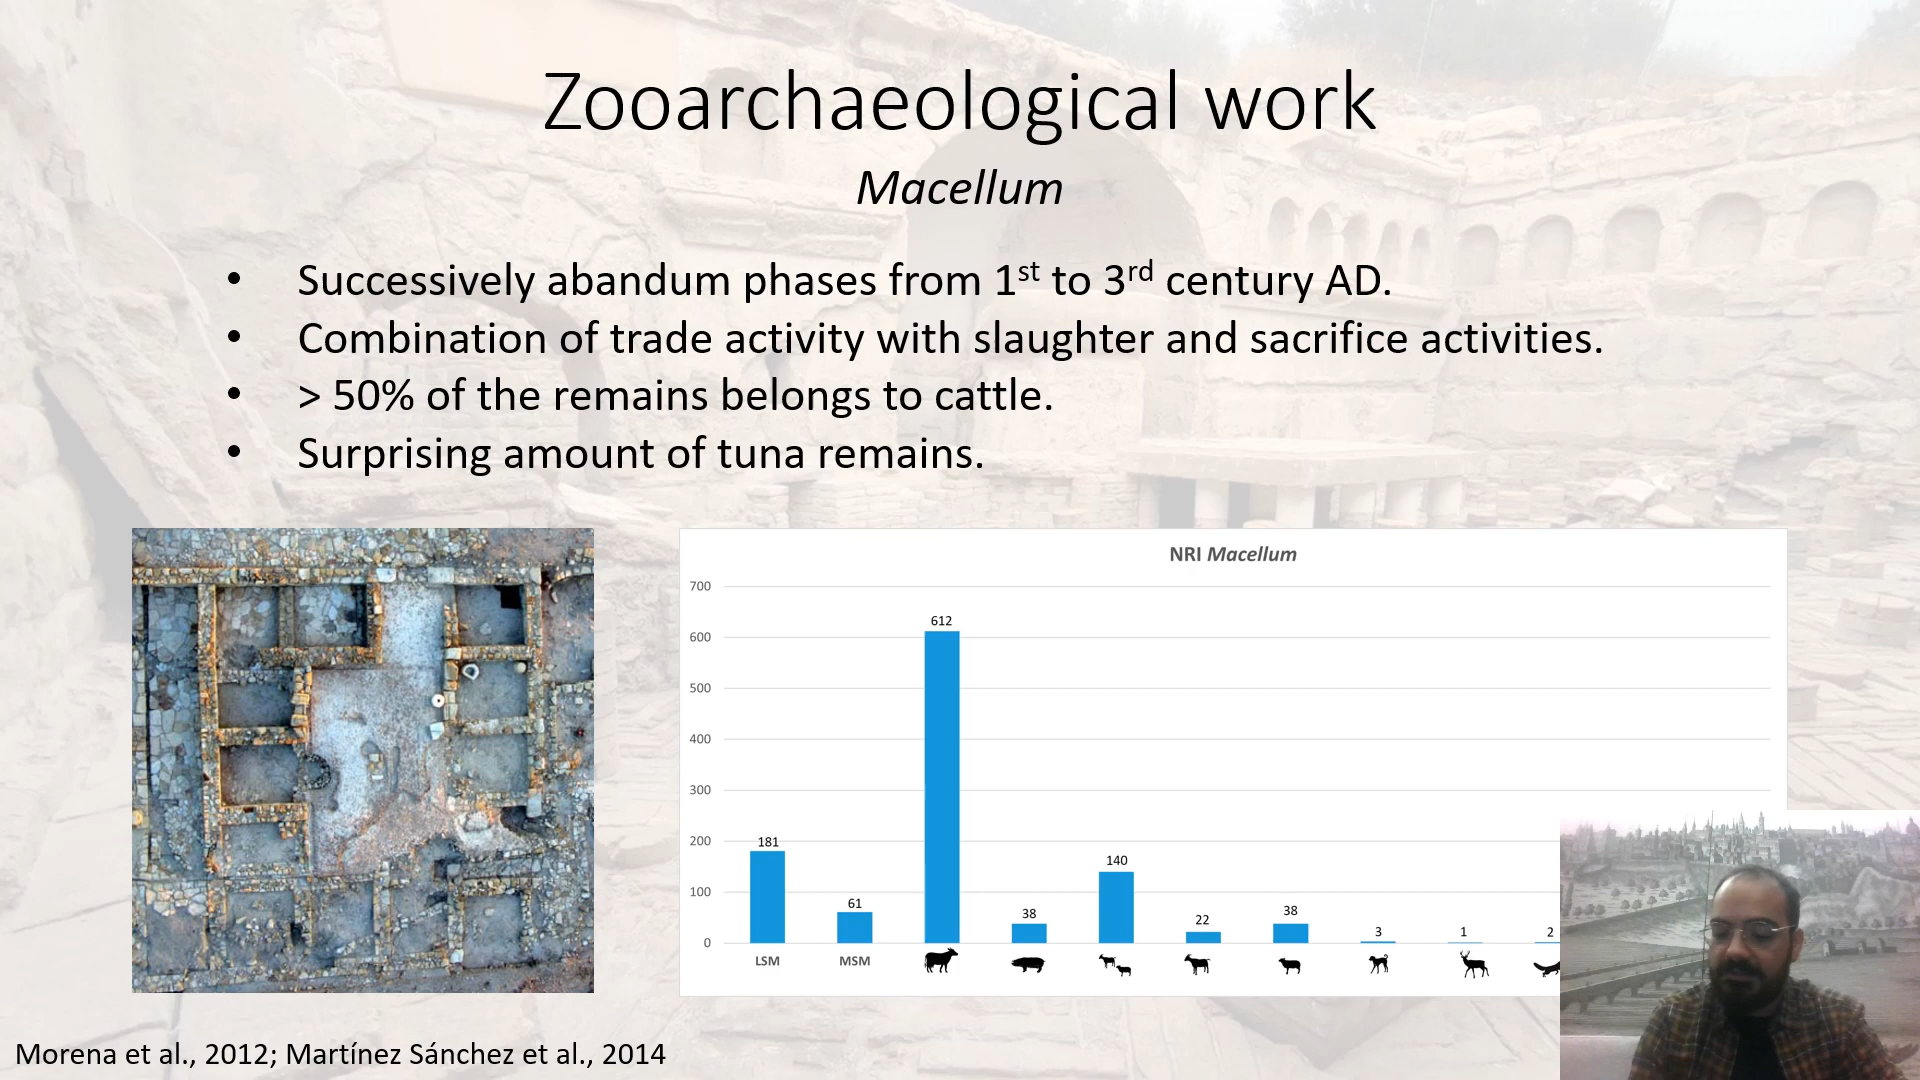 Zooarchaeological work
Macellum
• Successively abandum phases from 1st to 3rd century AD.
• Combination of trade activity with slaughter and sacrifice activities.
• > 50% of the remains belongs to cattle.
• Surprising amount of tuna remains.
NRI Macellum
700
600
500
400
300
200
100
0
181
61
612
38
140
22
38
3
1
2
LSM
MSM
Morena et al., 2012; Martínez Sánchez et al., 2014